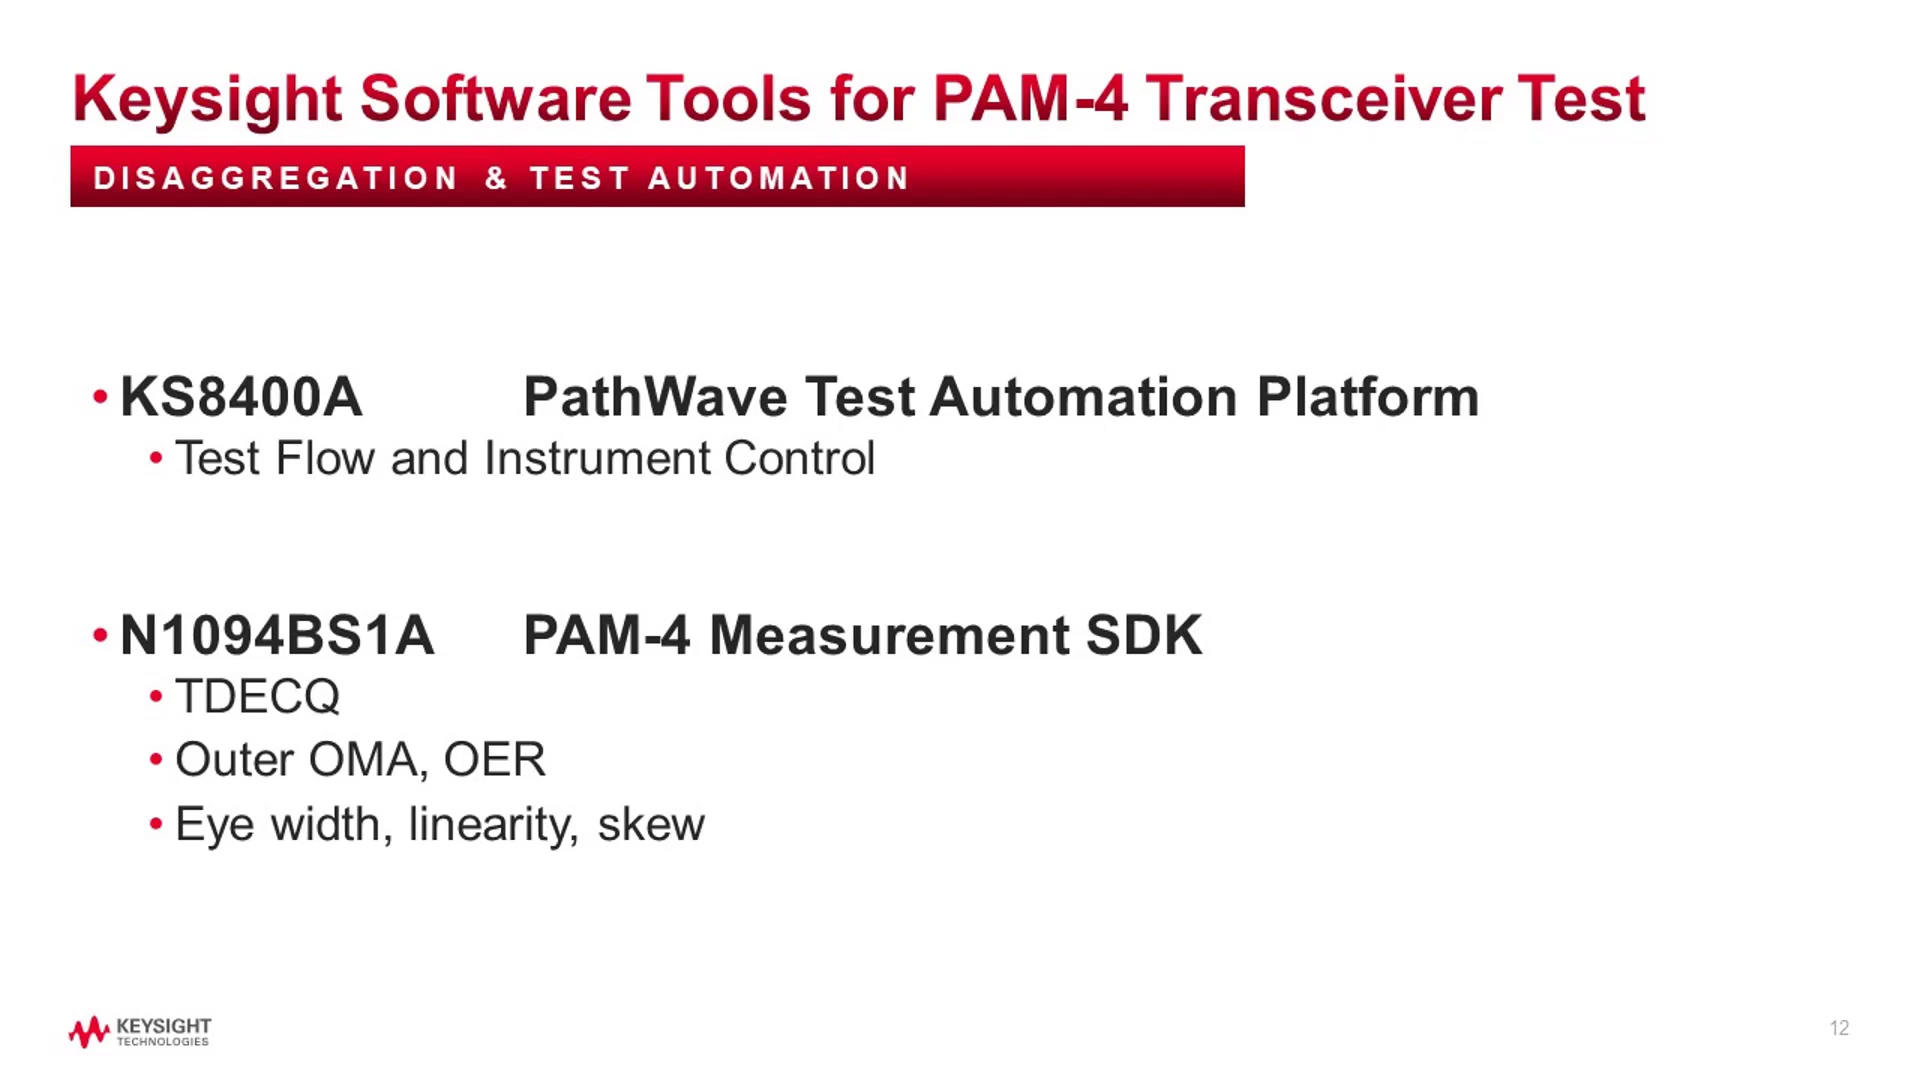 Keysight Software Tools for PAM-4 Transceiver Test
DISAGGREGATION & TEST AUTOMATION
• KS8400A PathWave Test Automation Platform
• Test Flow and Instrument Control
• N1094BS1A PAM-4 Measurement SDK
• TDECQ
• Outer OMA, OER
• Eye width, linearity, skew
KEYSIGHT
TECHNOLOGIES
12